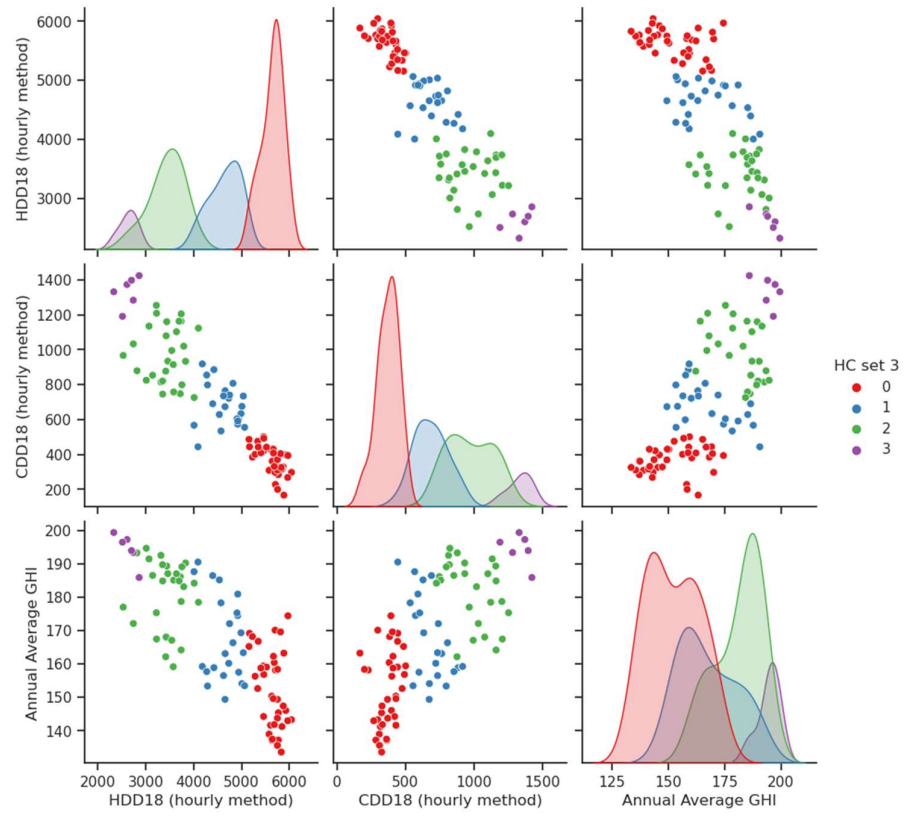 HDD18 (hourly method)
6000
5000
4000
3000
CDD18 (hourly method)
1400
1200
1000
800
600
400
200
HC set 3
0
1
2
3
Annual Average GHI
200
190
180
170
160
150
140
2000 3000 4000 5000 6000
HDD18 (hourly method)
0 500 1000 1500
CDD18 (hourly method)
125 150 175 200
Annual Average GHI